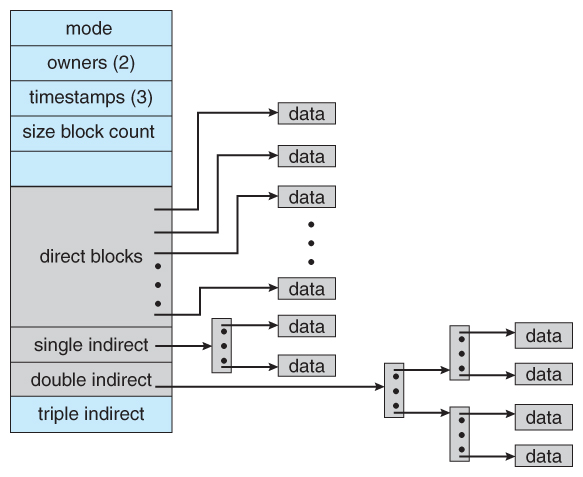 mode
owners (2)
timestamps (3)
size block count
data
data
data
direct blocks
data
single indirect
data
data
double indirect
triple indirect
data
data
data
data